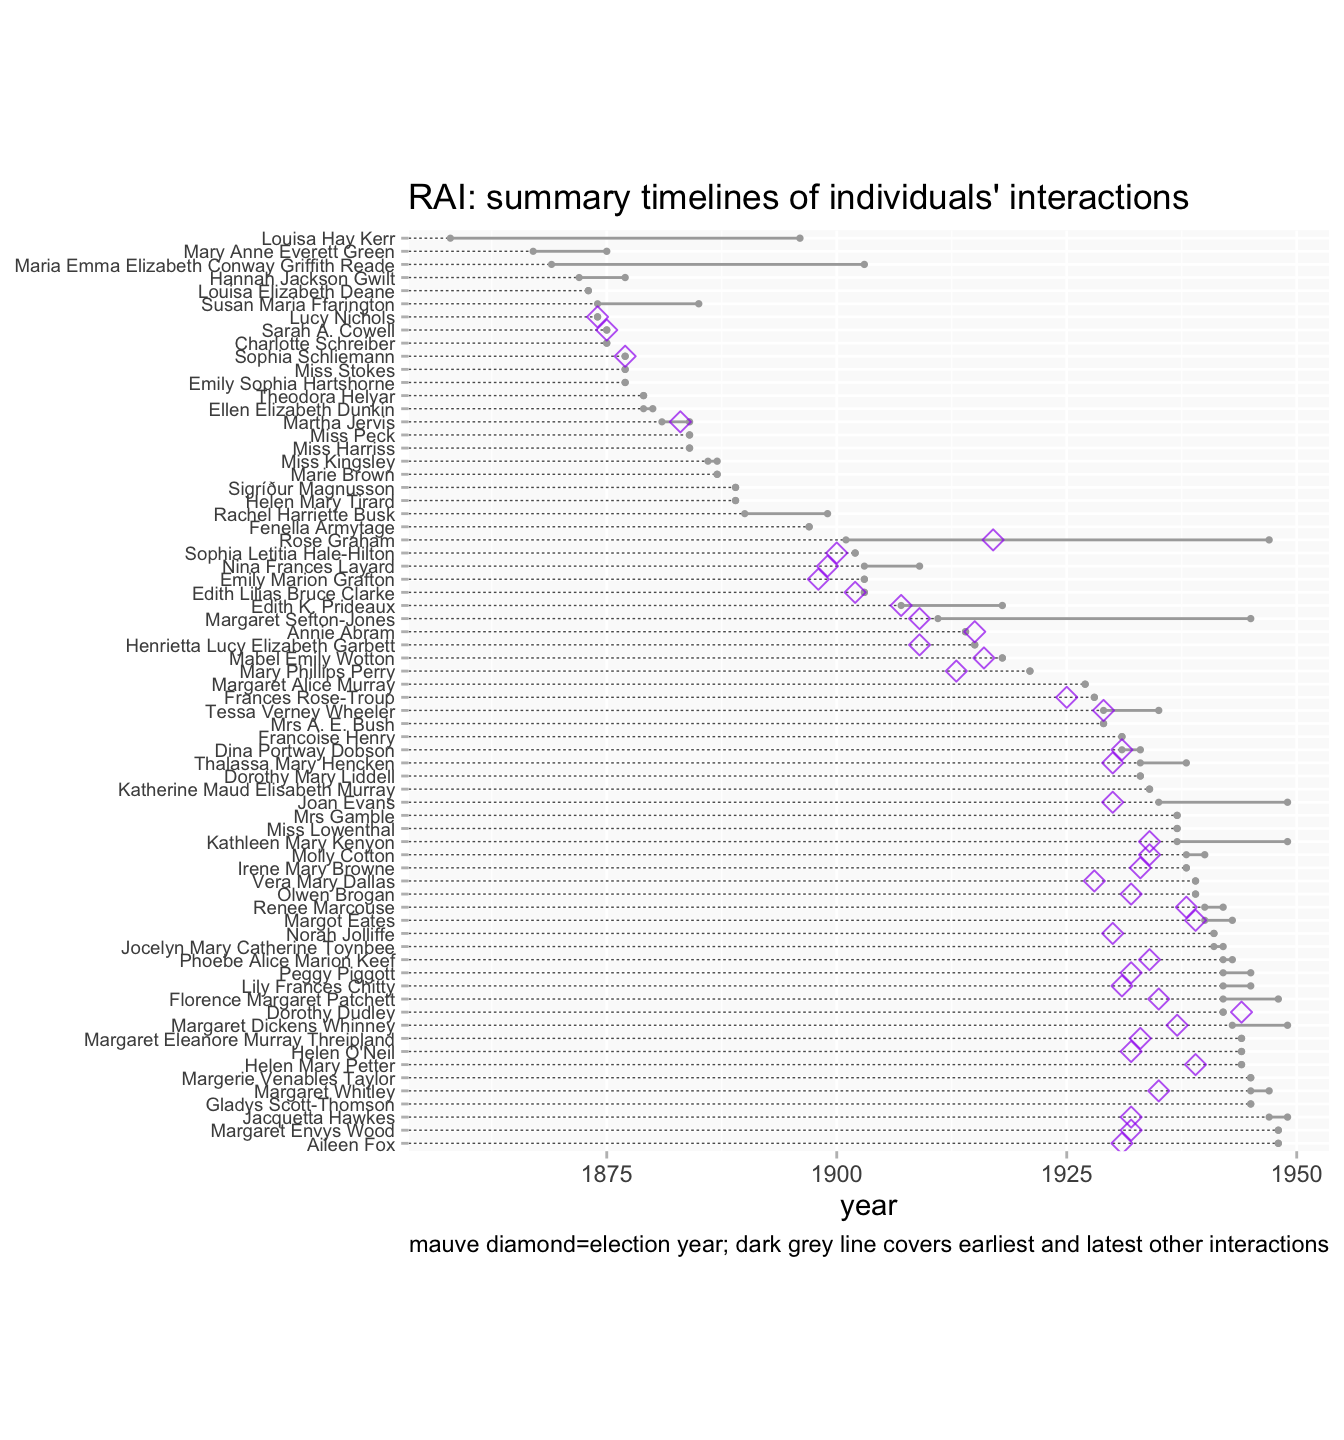 RAI: summary timelines of individuals' interactions
Louisa Hay Kerr
Mary Anne Everett Green
Maria Emma Elizabeth Conway Griffith Reade
Hannah Jackson Gwilt
Louisa Elizabeth Deane
Susan Maria Ffarington
Lucy Nichols
Sarah A. Cowell
Charlotte Schreiber
Sophia Schliemann
Miss Stokes
Emily Sophia Hartshorne
Theodora Helyar
Ellen Elizabeth Dunkin
Martha Jervis
Miss Peck
Miss Harriss
Miss Kingsley
Marie Brown
Sigríður Magnusson
Helen Mary Tirard
Rachel Harriette Busk
Fenella Armytage
Rose Graham
Sophia Letitia Hale-Hilton
Nina Frances Layard
Emily Marion Grafton
Edith Lilias Bruce Clarke
Edith K. Prideaux
Margaret Sefton-Jones
Annie Abram
Henrietta Lucy Elizabeth Garbett
Mabel Emily Wotton
Mary Phillips Perry
Margaret Alice Murray
Frances Rose-Troup
Tessa Verney Wheeler
Mrs A. E. Bush
Francoise Henry
Dina Portway Dobson
Thalassa Mary Hencken
Dorothy Mary Liddell
Katherine Maud Elisabeth Murray
Joan Evans
Mrs Gamble
Miss Lowenthal
Kathleen Mary Kenyon
Molly Cotton
Irene Mary Browne
Vera Mary Dallas
Olwen Brogan
Renee Marcouse
Margot Eates
Norah Jolliffe
Jocelyn Mary Catherine Toynbee
Phoebe Alice Marion Keef
Peggy Piggott
Lily Frances Chitty
Florence Margaret Patchett
Dorothy Dudley
Margaret Dickens Whinney
Margaret Eleanore Murray Threipland
Helen O'Neil
Helen Mary Petter
Margerie Venables Taylor
Margaret Whitley
Gladys Scott-Thomson
Jacquetta Hawkes
Margaret Envys Wood
Aileen Fox
1875 1900 1925 1950
year
mauve diamond=election year; dark grey line covers earliest and latest other interactions